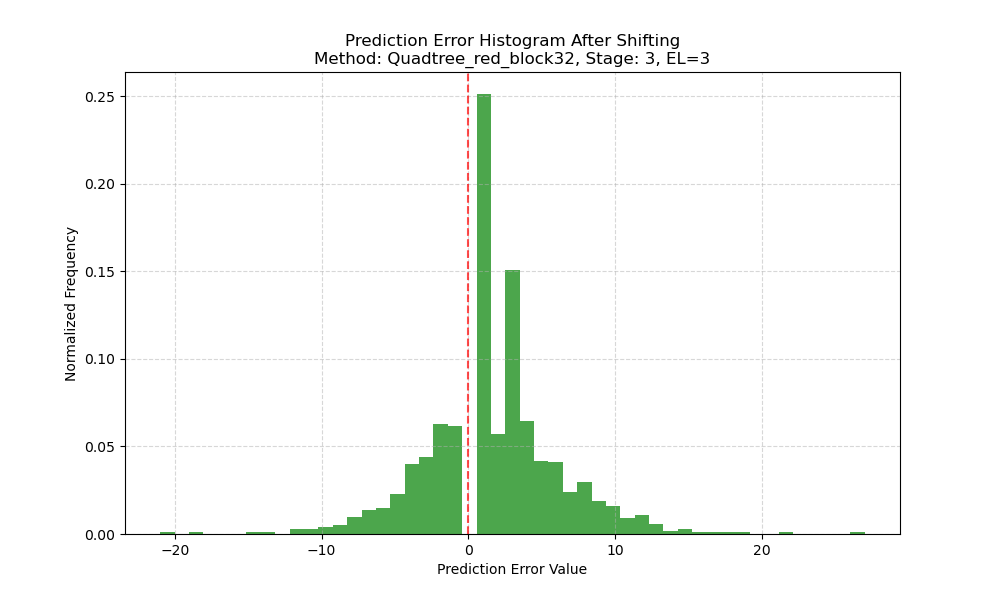 Prediction Error Histogram After Shifting
Method: Quadtree_red_block32, Stage: 3, EL=3
Normalized Frequency
0.25
0.20
0.15
0.10
0.05
0.00
−20
−10
0
10
20
Prediction Error Value